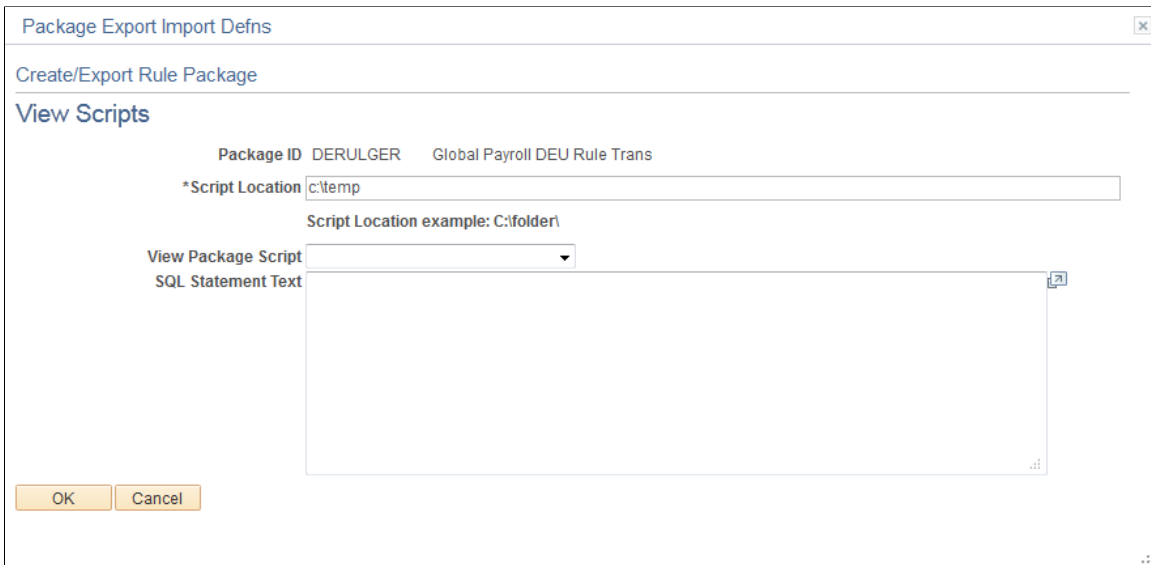 Package Export Import Defns
Create/Export Rule Package
View Scripts
Package ID DERULGER Global Payroll DEU Rule Trans
*Script Location c:\temp
Script Location example: C:\folder\
View Package Script
SQL Statement Text
OK Cancel